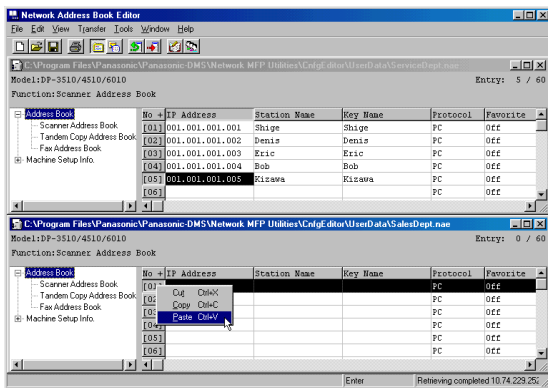 Network Address Book Editor
File Edit View Transfer Tools Window Help
C:\Program Files\Panasonic\Panasonic-DMS\Network MFP Utilities\CnfgEditor\UserData\ServiceDept.nae
Model:DP-3510/4510/6010 Entry: 5 / 60
Function:Scanner Address Book
Address Book
Scanner Address Book
Tandem Copy Address Book
Fax Address Book
Machine Setup Info.
No + IP Address Station Name Key Name Protocol Favorite
[01] 001.001.001.001 Shige Shige PC Off
[02] 001.001.001.002 Denis Denis PC Off
[03] 001.001.001.003 Eric Eric PC Off
[04] 001.001.001.004 Bob Bob PC Off
[05] 001.001.001.005 Kizawa Kizawa PC Off
[06] PC Off
C:\Program Files\Panasonic\Panasonic-DMS\Network MFP Utilities\CnfgEditor\UserData\SalesDept.nae
Model:DP-3510/4510/6010 Entry: 0 / 60
Function:Scanner Address Book
Address Book
Scanner Address Book
Tandem Copy Address Book
Fax Address Book
Machine Setup Info.
No + IP Address Station Name Key Name Protocol Favorite
[01 PC Off
[02 PC Off
[03 PC Off
[04] PC Off
[05] PC Off
[06] PC Off
Cut Ctrl+X
Copy Ctrl+C
Paste Ctrl+V
Enter Retrieving completed 10.74.229.252